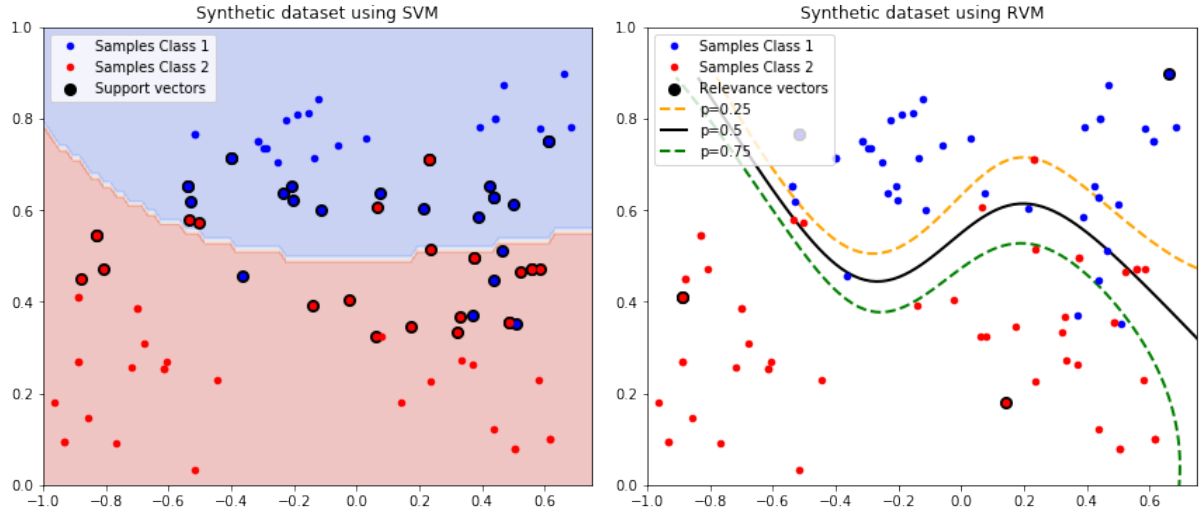 Synthetic dataset using SVM
Samples Class 1
Samples Class 2
Support vectors
1.0
0.8
0.6
0.4
0.2
0.0
−1.0 −0.8 −0.6 −0.4 −0.2 0.0 0.2 0.4 0.6
Synthetic dataset using RVM
Samples Class 1
Samples Class 2
Relevance vectors
p=0.25
p=0.5
p=0.75
1.0
0.8
0.6
0.4
0.2
0.0
−1.0 −0.8 −0.6 −0.4 −0.2 0.0 0.2 0.4 0.6